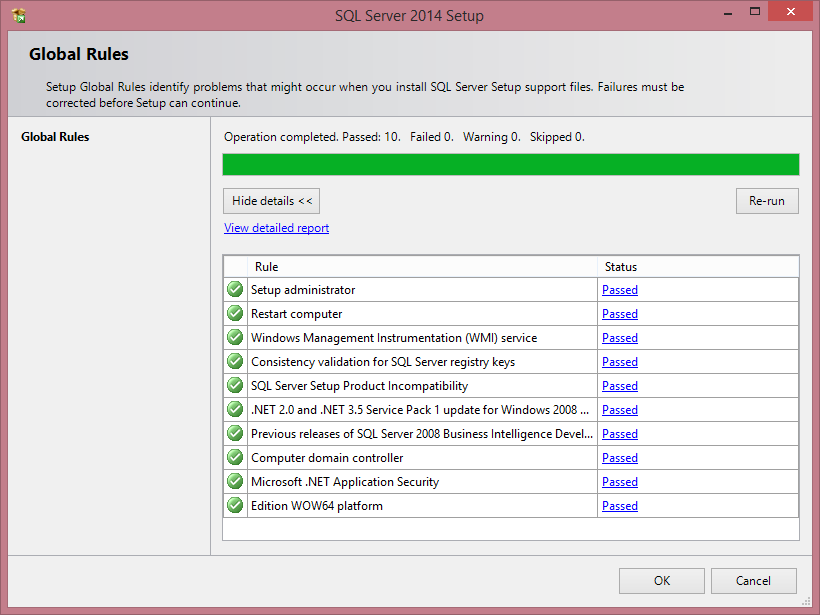 SQL Server 2014 Setup
Global Rules
Setup Global Rules identify problems that might occur when you install SQL Server Setup support files. Failures must be
corrected before Setup can continue.
Global Rules
Operation completed. Passed: 10.   Failed 0.   Warning 0.   Skipped 0.
Hide details <<
Re-run
View detailed report
Rule Status
Setup administrator Passed
Restart computer Passed
Windows Management Instrumentation (WMI) service Passed
Consistency validation for SQL Server registry keys Passed
SQL Server Setup Product Incompatibility Passed
.NET 2.0 and .NET 3.5 Service Pack 1 update for Windows 2008 ... Passed
Previous releases of SQL Server 2008 Business Intelligence Devel... Passed
Computer domain controller Passed
Microsoft .NET Application Security Passed
Edition WOW64 platform Passed
OK Cancel